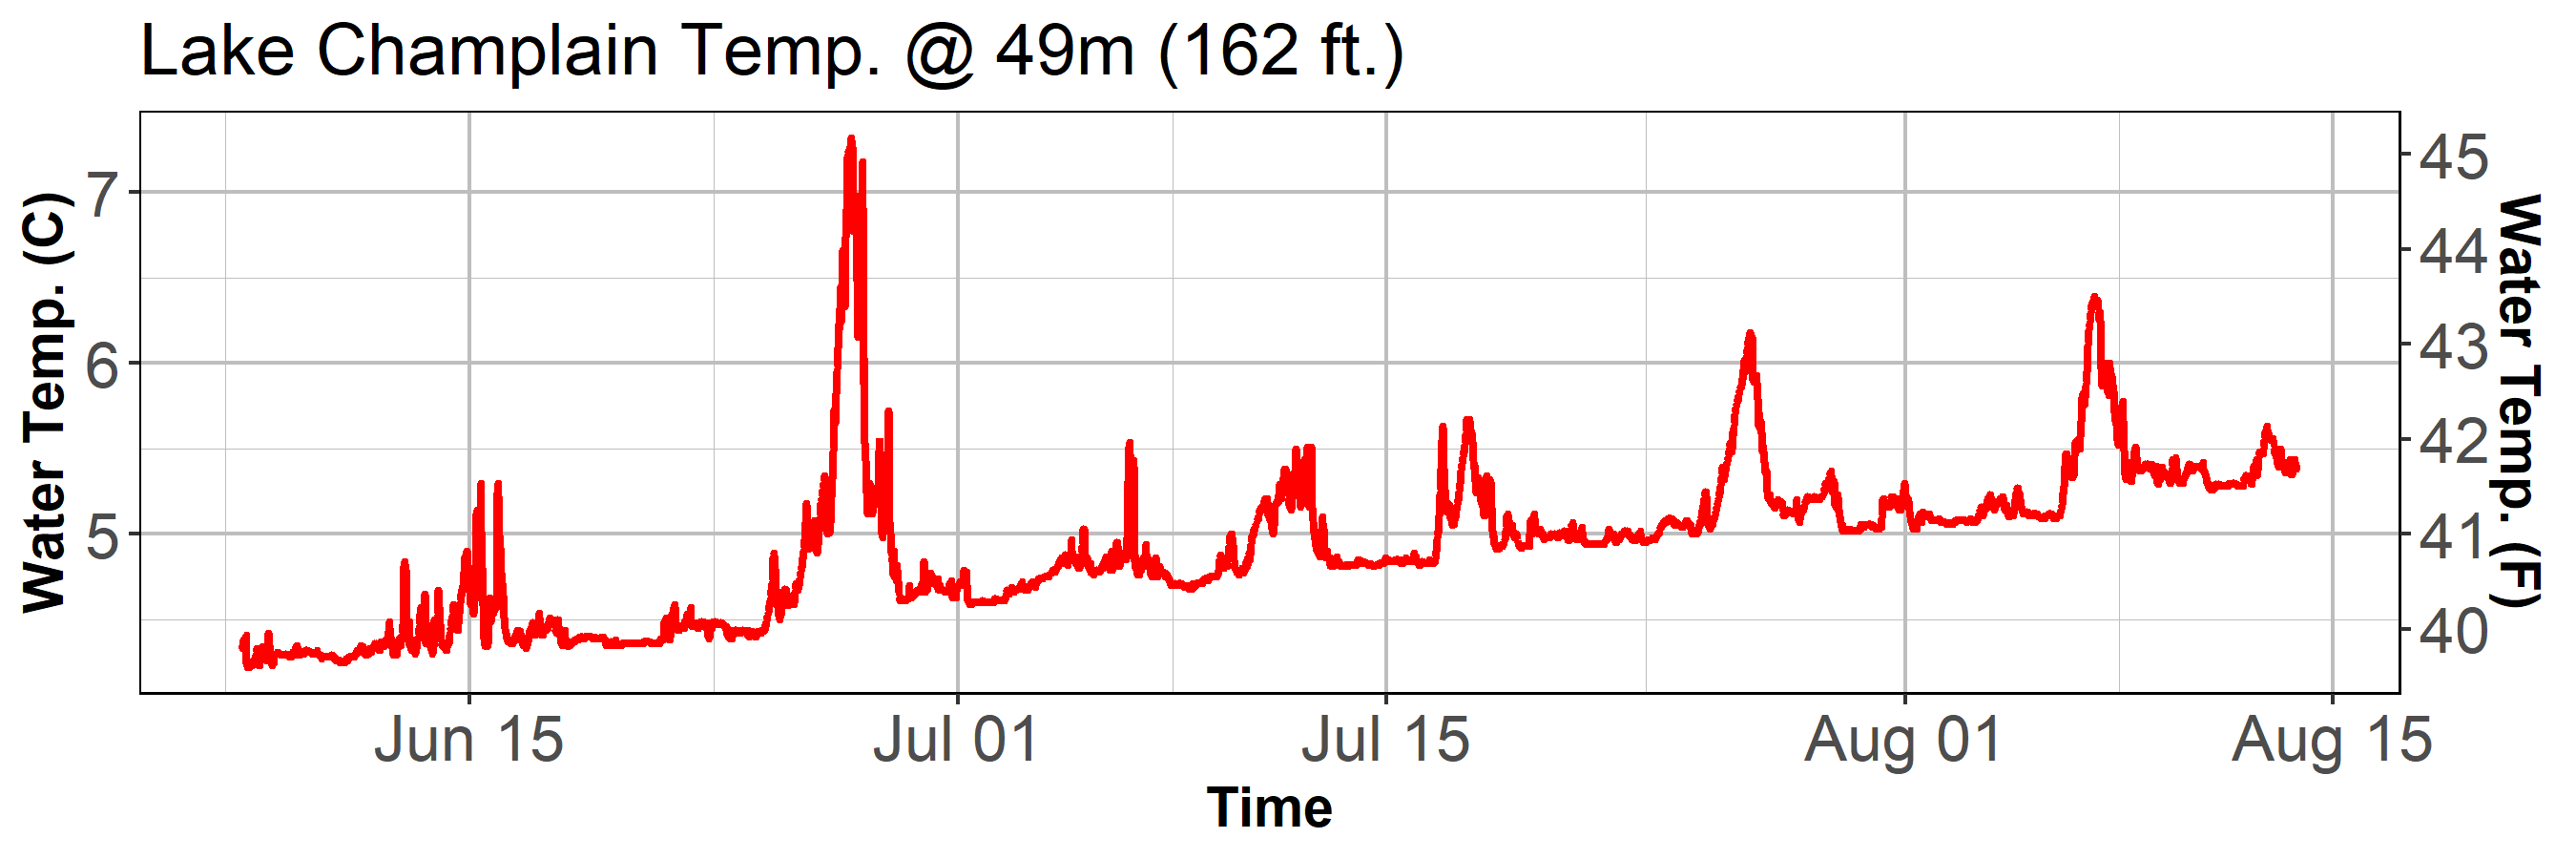 Lake Champlain Temp. @ 49m (162 ft.)
Water Temp. (C)
7
6
5
45
44
43
42
41
40
Water Temp. (F)
Jun 15
Jul 01
Jul 15
Aug 01
Aug 15
Time